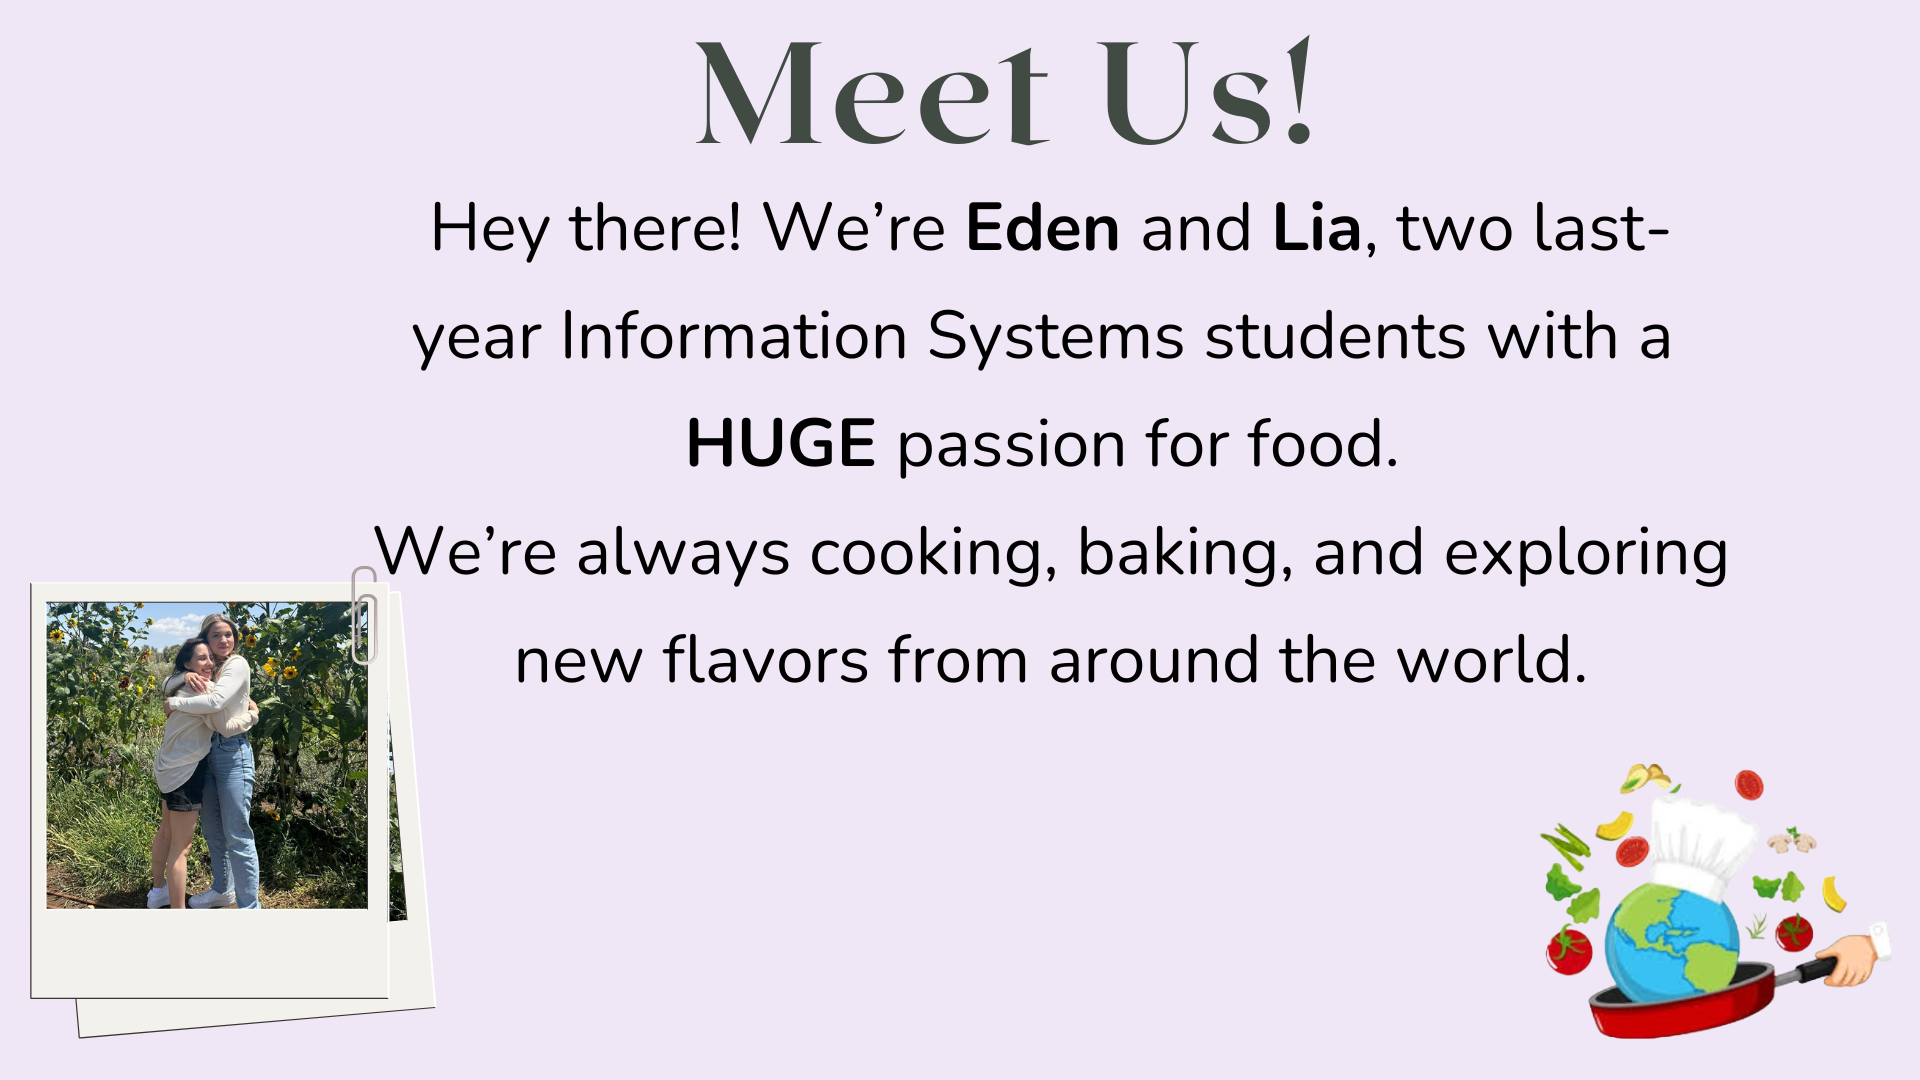 Meet Us!
Hey there! We’re Eden and Lia, two last-
year Information Systems students with a
HUGE passion for food.
We’re always cooking, baking, and exploring
new flavors from around the world.